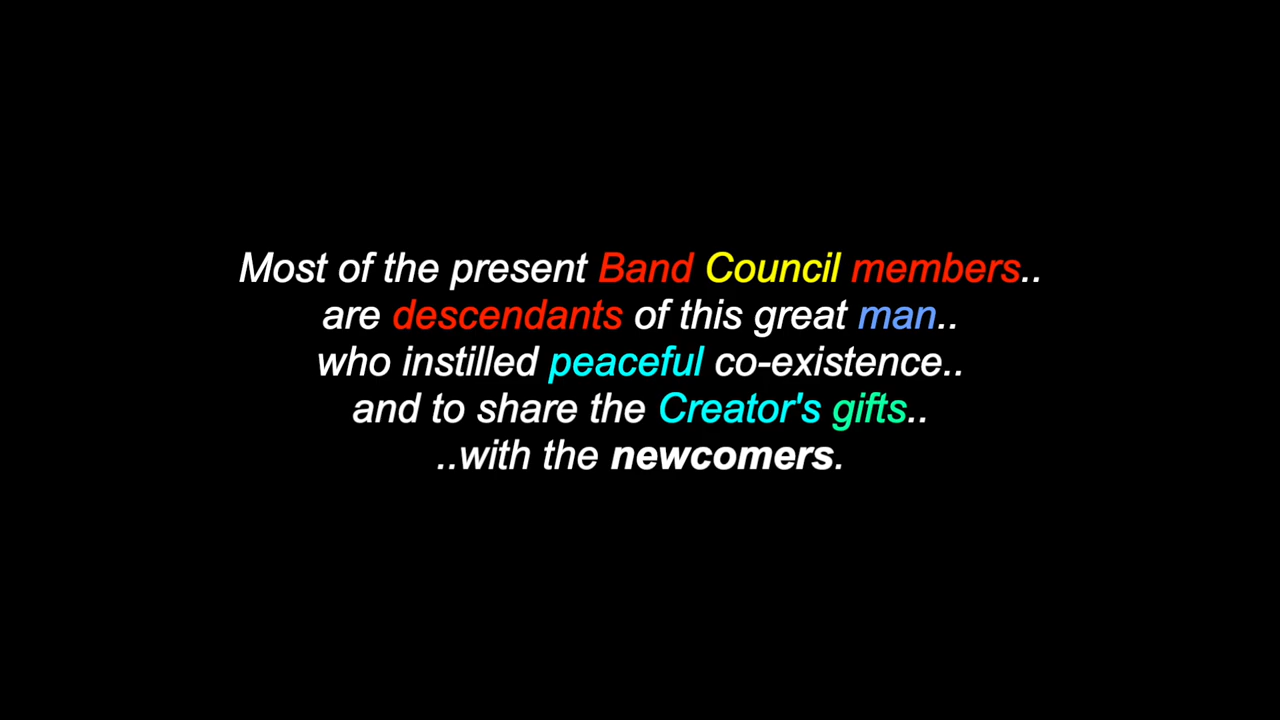 Most of the present Band Council members..
are descendants of this great man..
who instilled peaceful co-existence..
and to share the Creator's gifts..
..with the newcomers.